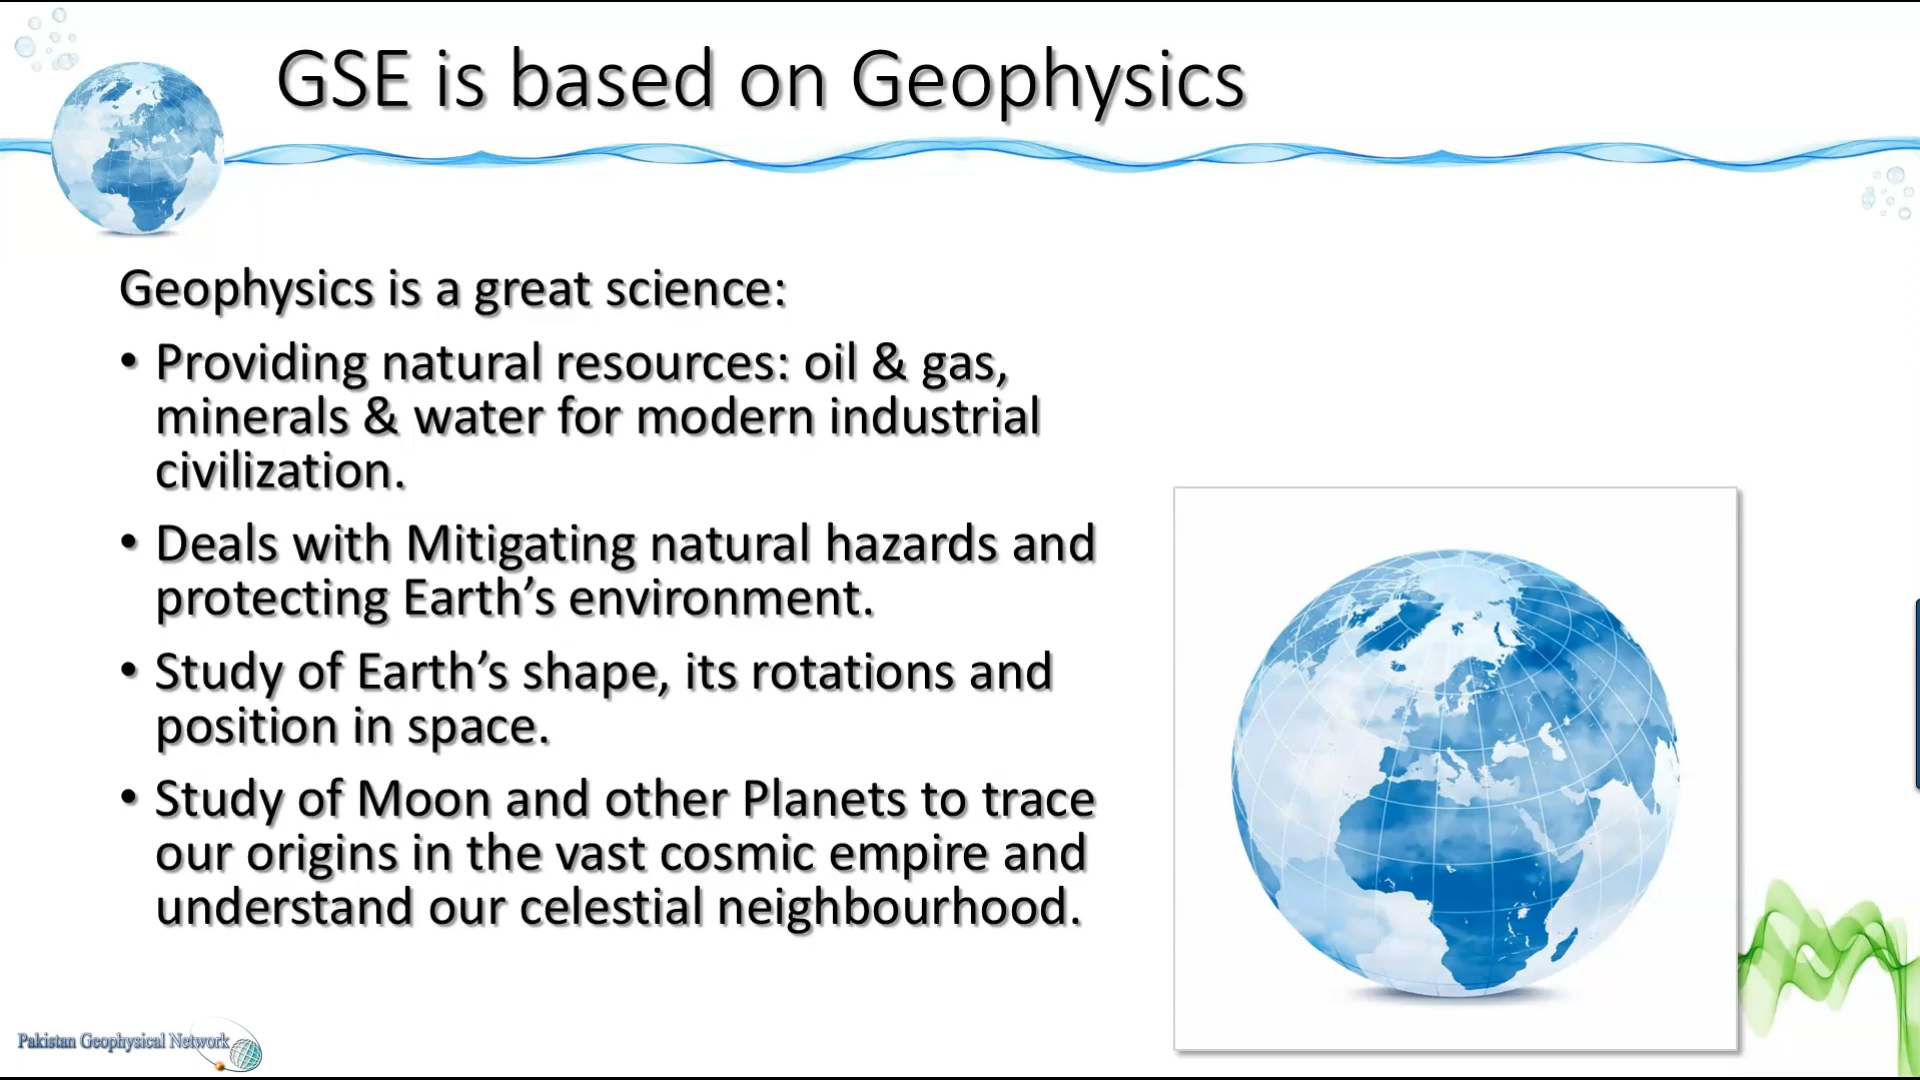 GSE is based on Geophysics
Geophysics is a great science:
• Providing natural resources: oil & gas,
minerals & water for modern industrial
civilization.
• Deals with Mitigating natural hazards and
protecting Earth’s environment.
• Study of Earth’s shape, its rotations and
position in space.
• Study of Moon and other Planets to trace
our origins in the vast cosmic empire and
understand our celestial neighbourhood.
Pakistan Geophysical Network